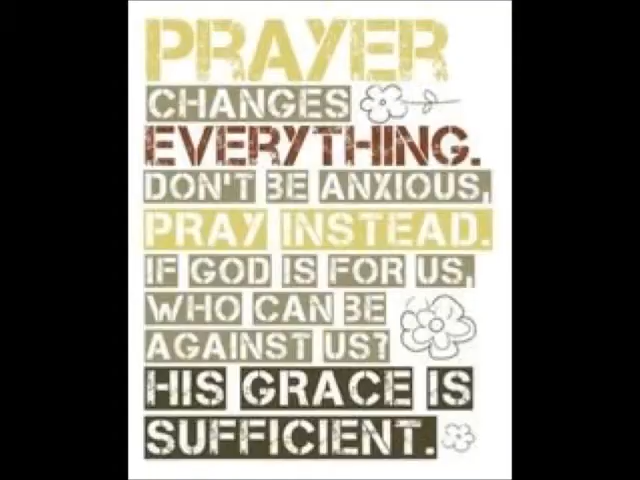 PRAYER
CHANGES
EVERYTHING.
DON'T BE ANXIOUS,
PRAY INSTEAD.
IF GOD IS FOR US,
WHO CAN BE
AGAINST US?
HIS GRACE IS
SUFFICIENT.